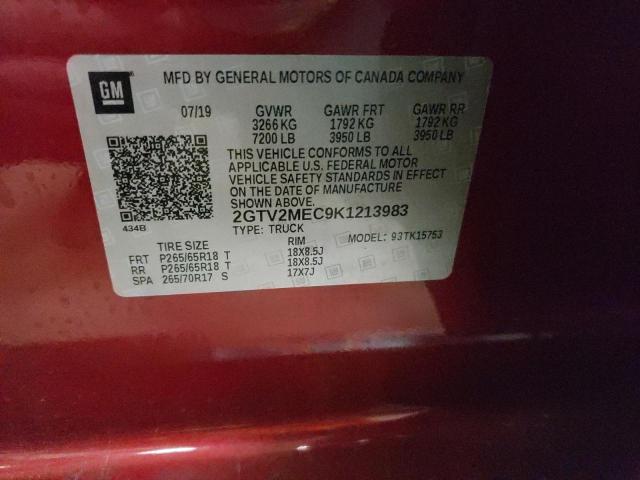 GM
MFD BY GENERAL MOTORS OF CANADA COMPANY
07/19 GVWR GAWR FRT GAWR RR
3266 KG 1792 KG 1792 KG
7200 LB 3950 LB 3950 LB
THIS VEHICLE CONFORMS TO ALL
APPLICABLE U.S. FEDERAL MOTOR
VEHICLE SAFETY STANDARDS IN EFFECT
ON THE DATE OF MANUFACTURE
SHOWN ABOVE.
2GTV2MEC9K1213983
434B TYPE: TRUCK MODEL: 93TK15753
TIRE SIZE RIM
FRT P265/65R18 T 18X8.5J
RR P265/65R18 T 18X8.5J
SPA 265/70R17 S 17X7J